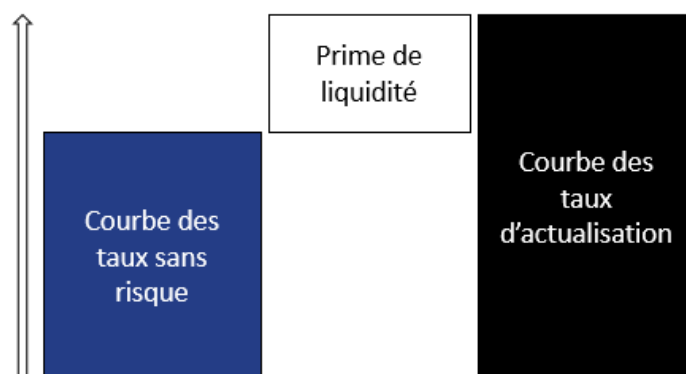 Prime de
liquidité
Courbe des
taux sans
risque
Courbe des
taux
d’actualisation